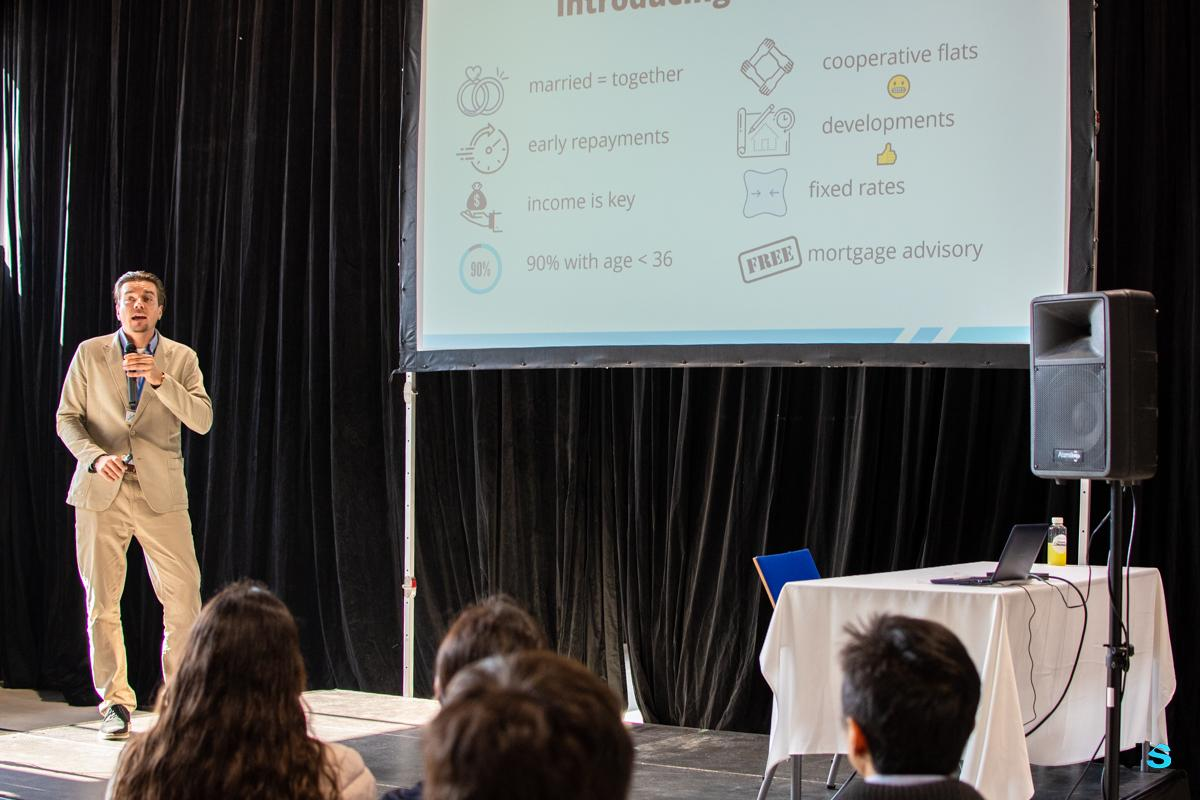 Introducing
married = together
early repayments
income is key
90%
90% with age < 36
cooperative flats
developments
fixed rates
FREE
mortgage advisory
S